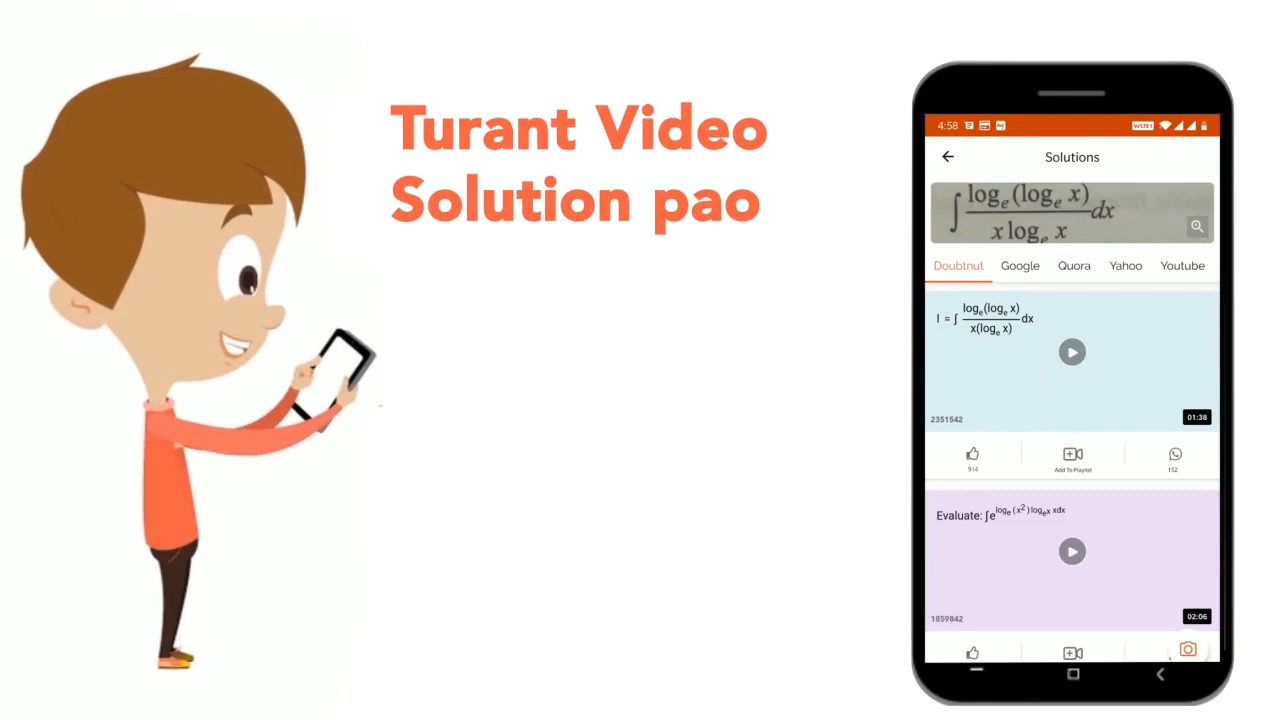 Turant Video
Solution pao
4:58
Solutions
∫ logₑ(logₑ x) / x logₑ x dx
Doubtnut Google Quora Yahoo Youtube
I = ∫ logₑ(logₑ x) / x(logₑ x) dx
2351542 01:38
914 Add To Playlist 152
Evaluate: ∫e^logₑ(x²)logₑx xdx
1859842 02:06